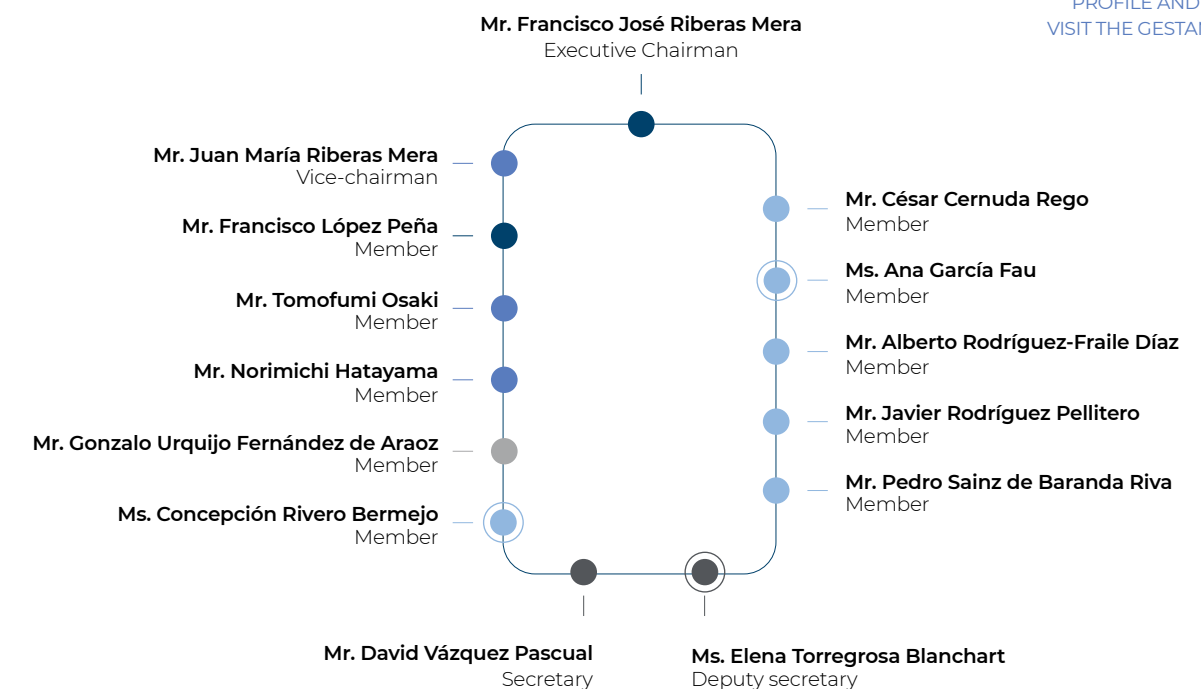 PROFILE AND
VISIT THE
Mr. Francisco José Riberas Mera
Executive Chairman
Mr. Juan María Riberas Mera
Vice-chairman
Mr. Francisco López Peña
Member
Mr. Tomofumi Osaki
Member
Mr. Norimichi Hatayama
Member
Mr. Gonzalo Urquijo Fernández de Araoz
Member
Ms. Concepción Rivero Bermejo
Member
Mr. César Cernuda Rego
Member
Ms. Ana García Fau
Member
Mr. Alberto Rodríguez-Fraile Díaz
Member
Mr. Javier Rodríguez Pellitero
Member
Mr. Pedro Sainz de Baranda Riva
Member
Mr. David Vázquez Pascual
Secretary
Ms. Elena Torregrosa Blanchart
Deputy secretary